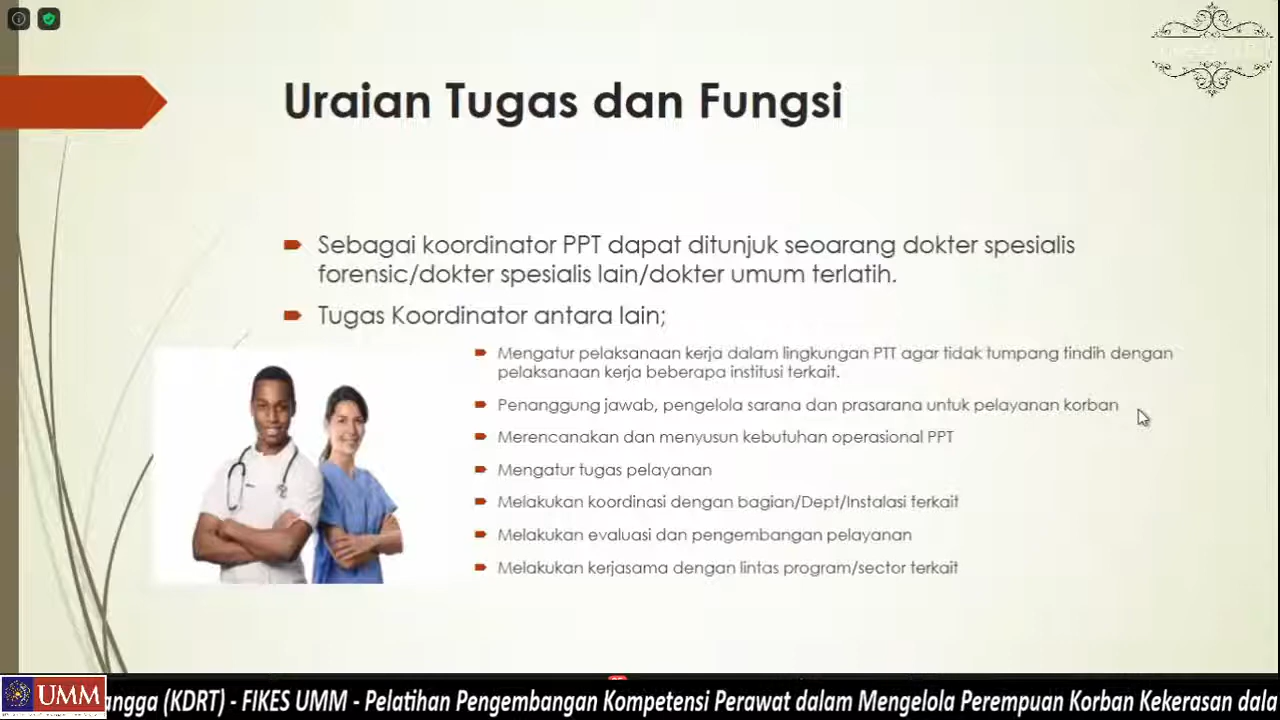 Uraian Tugas dan Fungsi
Sebagai koordinator PPT dapat ditunjuk seoarang dokter spesialis
forensic/dokter spesialis lain/dokter umum terlatih.
Tugas Koordinator antara lain;
Mengatur pelaksanaan kerja dalam lingkungan PTT agar tidak tumpang tindih dengan
pelaksanaan kerja beberapa institusi terkait.
Penanggung jawab, pengelola sarana dan prasarana untuk pelayanan korban
Merencanakan dan menyusun kebutuhan operasional PPT
Mengatur tugas pelayanan
Melakukan koordinasi dengan bagian/Dept/Instalasi terkait
Melakukan evaluasi dan pengembangan pelayanan
Melakukan kerjasama dengan lintas program/sector terkait
UMM angga (KDRT) - FIKES UMM - Pelatihan Pengembangan Kompetensi Perawat dalam Mengelola Perempuan Korban Kekerasan dala